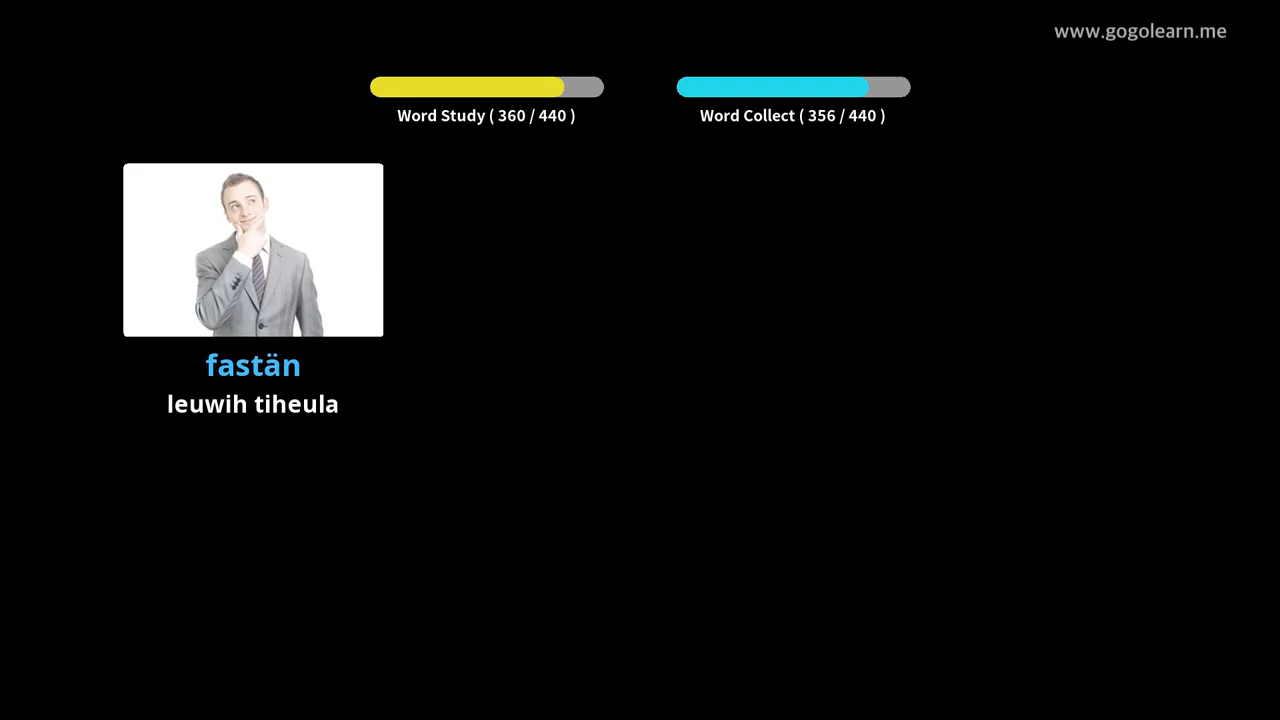 www.gogolearn.me
Word Study ( 360 / 440 )
Word Collect ( 356 / 440 )
fastän
leuwih tiheula